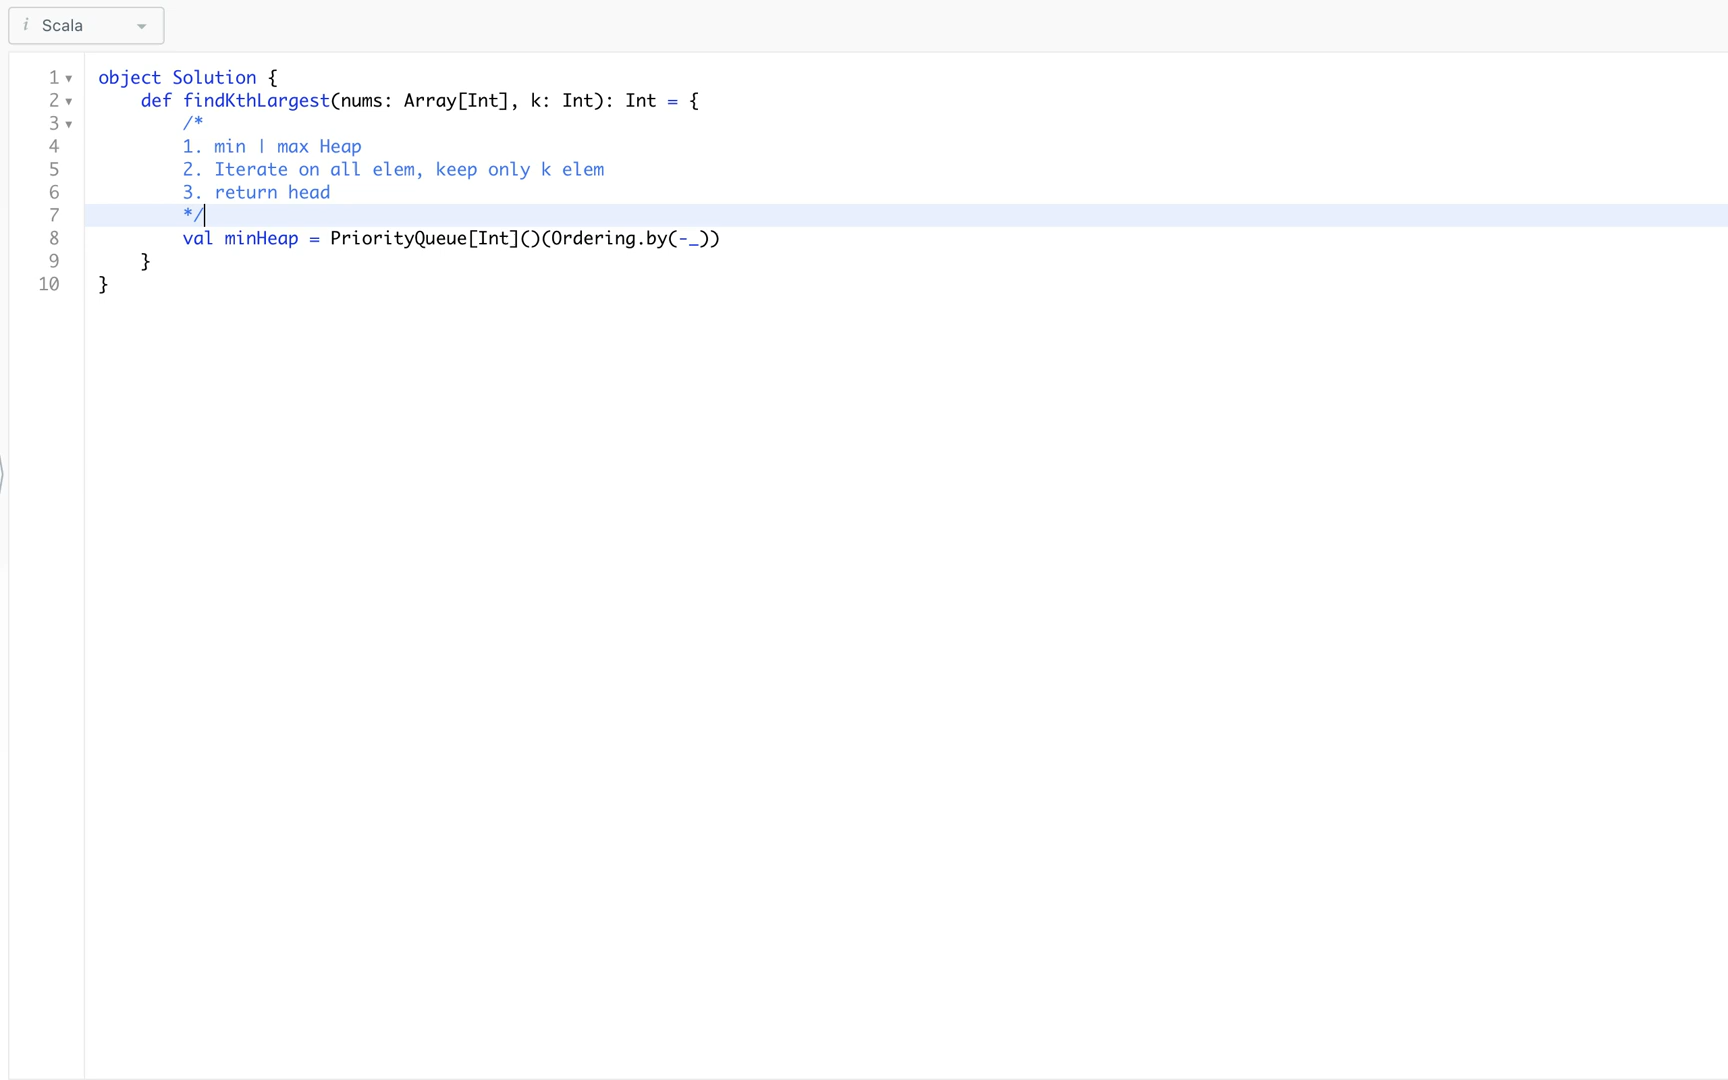 i Scala
1 object Solution {
2 def findKthLargest(nums: Array[Int], k: Int): Int = {
3 /*
4 1. min | max Heap
5 2. Iterate on all elem, keep only k elem
6 3. return head
7 */
8 val minHeap = PriorityQueue[Int]()(Ordering.by(-_))
9 }
10 }